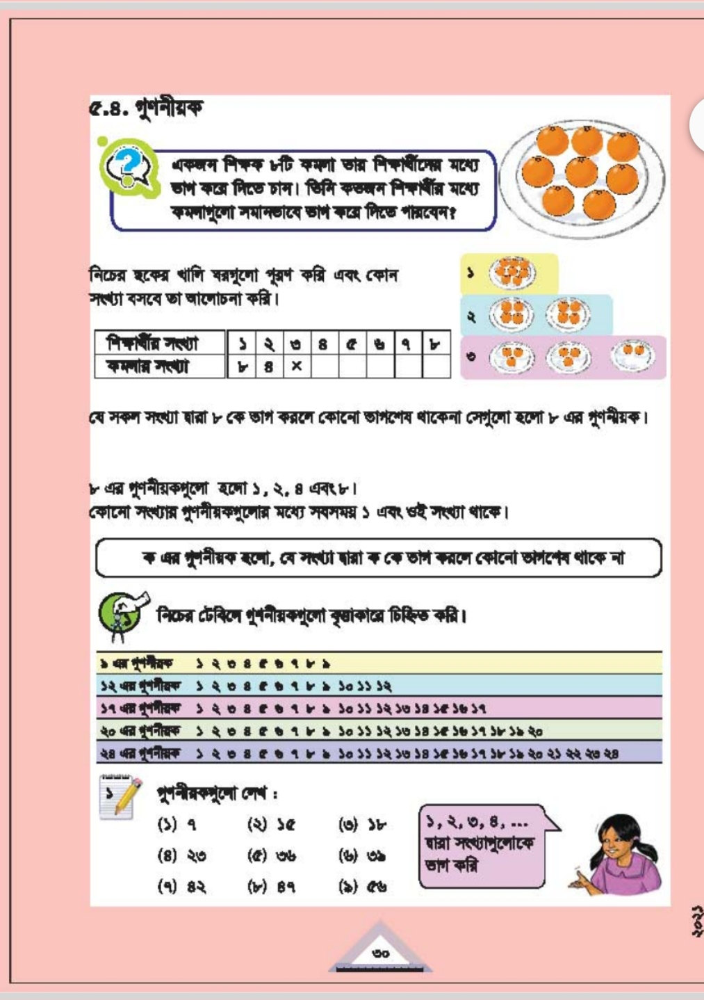 ৫.৪. গুণনীয়ক
একজন শিক্ষক ৮টি কমলা তার শিক্ষার্থীদের মধ্যে
ভাগ করে দিতে চান। তিনি কতজন শিক্ষার্থীর মধ্যে
কমলাগুলো সমানভাবে ভাগ করে দিতে পারবেন?
নিচের ছকের খালি ঘরগুলো পূরণ করি এবং কোন
সংখ্যা বসবে তা আলোচনা করি।
১
২
৩
শিক্ষার্থীর সংখ্যা ১ ২ ৩ ৪ ৫ ৬ ৭ ৮
কমলার সংখ্যা ৮ ৪ ×
যে সকল সংখ্যা দ্বারা ৮ কে ভাগ করলে কোনো ভাগশেষ থাকেনা সেগুলো হলো ৮ এর গুণনীয়ক।
৮ এর গুণনীয়কগুলো হলো ১, ২, ৪ এবং ৮।
কোনো সংখ্যার গুণনীয়কগুলোর মধ্যে সবসময় ১ এবং ওই সংখ্যা থাকে।
ক এর গুণনীয়ক হলো, যে সংখ্যা দ্বারা ক কে ভাগ করলে কোনো ভাগশেষ থাকে না
নিচের টেবিলে গুণনীয়কগুলো বৃত্তাকারে চিহ্নিত করি।
৯ এর গুণনীয়ক ১ ২ ৩ ৪ ৫ ৬ ৭ ৮ ৯
১২ এর গুণনীয়ক ১ ২ ৩ ৪ ৫ ৬ ৭ ৮ ৯ ১০ ১১ ১২
১৭ এর গুণনীয়ক ১ ২ ৩ ৪ ৫ ৬ ৭ ৮ ৯ ১০ ১১ ১২ ১৩ ১৪ ১৫ ১৬ ১৭
২০ এর গুণনীয়ক ১ ২ ৩ ৪ ৫ ৬ ৭ ৮ ৯ ১০ ১১ ১২ ১৩ ১৪ ১৫ ১৬ ১৭ ১৮ ১৯ ২০
২৪ এর গুণনীয়ক ১ ২ ৩ ৪ ৫ ৬ ৭ ৮ ৯ ১০ ১১ ১২ ১৩ ১৪ ১৫ ১৬ ১৭ ১৮ ১৯ ২০ ২১ ২২ ২৩ ২৪
১ গুণনীয়কগুলো লেখ :
(১) ৭ (২) ১৫ (৩) ১৮
(৪) ২৩ (৫) ৩৬ (৬) ৩৯
(৭) ৪২ (৮) ৪৭ (৯) ৫৬
১, ২, ৩, ৪, ...
দ্বারা সংখ্যাগুলোকে
ভাগ করি
৩০
২০২১